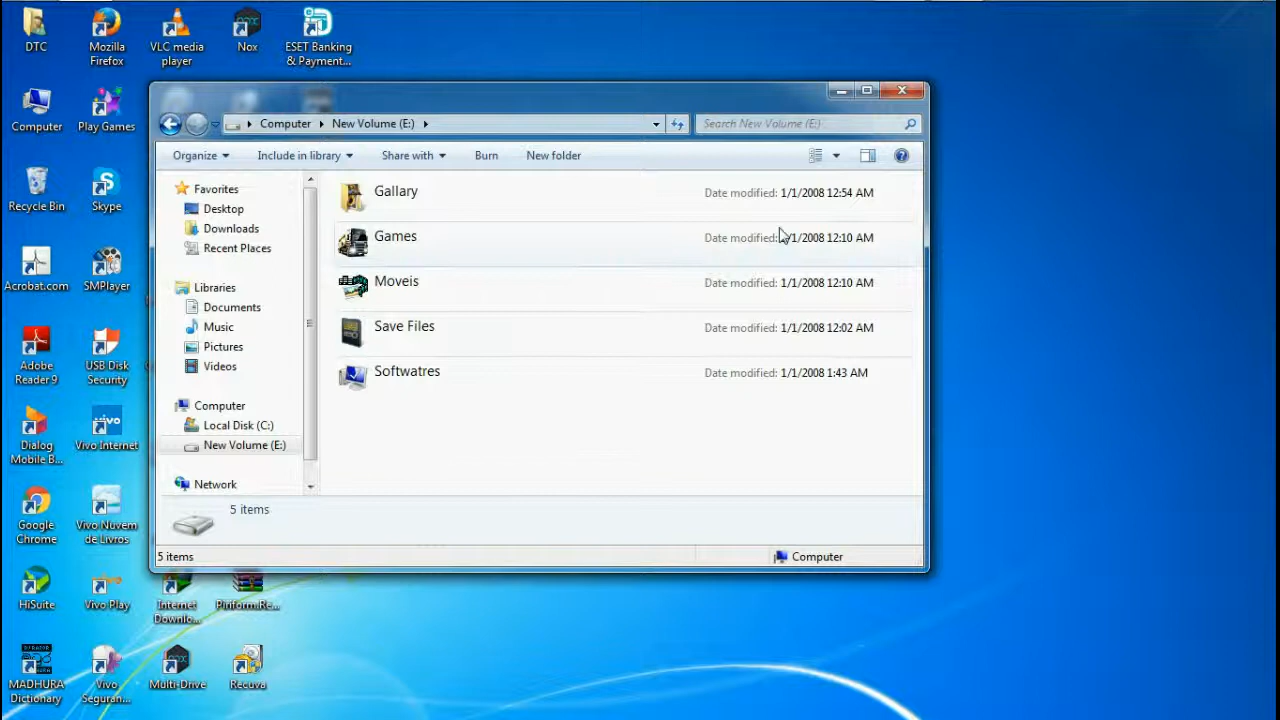 DTC
Mozilla
Firefox
VLC media
player
Nox
ESET Banking
& Payment...
Computer
Play Games
Recycle Bin
Skype
Acrobat.com
SMPlayer
Adobe
Reader 9
USB Disk
Security
Dialog
Mobile B...
Vivo Internet
Google
Chrome
Vivo Nuvem
de Livros
HiSuite
Vivo Play
Internet
Downlo...
Piriform.Re...
MADHURA
Dictionary
Vivo
Seguran...
Multi-Drive
Recuva
Computer
New Volume (E:)
Search New Volume (E:)
Organize
Include in library
Share with
Burn
New folder
Favorites
Desktop
Downloads
Recent Places
Libraries
Documents
Music
Pictures
Videos
Computer
Local Disk (C:)
New Volume (E:)
Network
Gallary Date modified: 1/1/2008 12:54 AM
Games Date modified: 1/1/2008 12:10 AM
Moveis Date modified: 1/1/2008 12:10 AM
Save Files Date modified: 1/1/2008 12:02 AM
Softwatres Date modified: 1/1/2008 1:43 AM
5 items
5 items
Computer